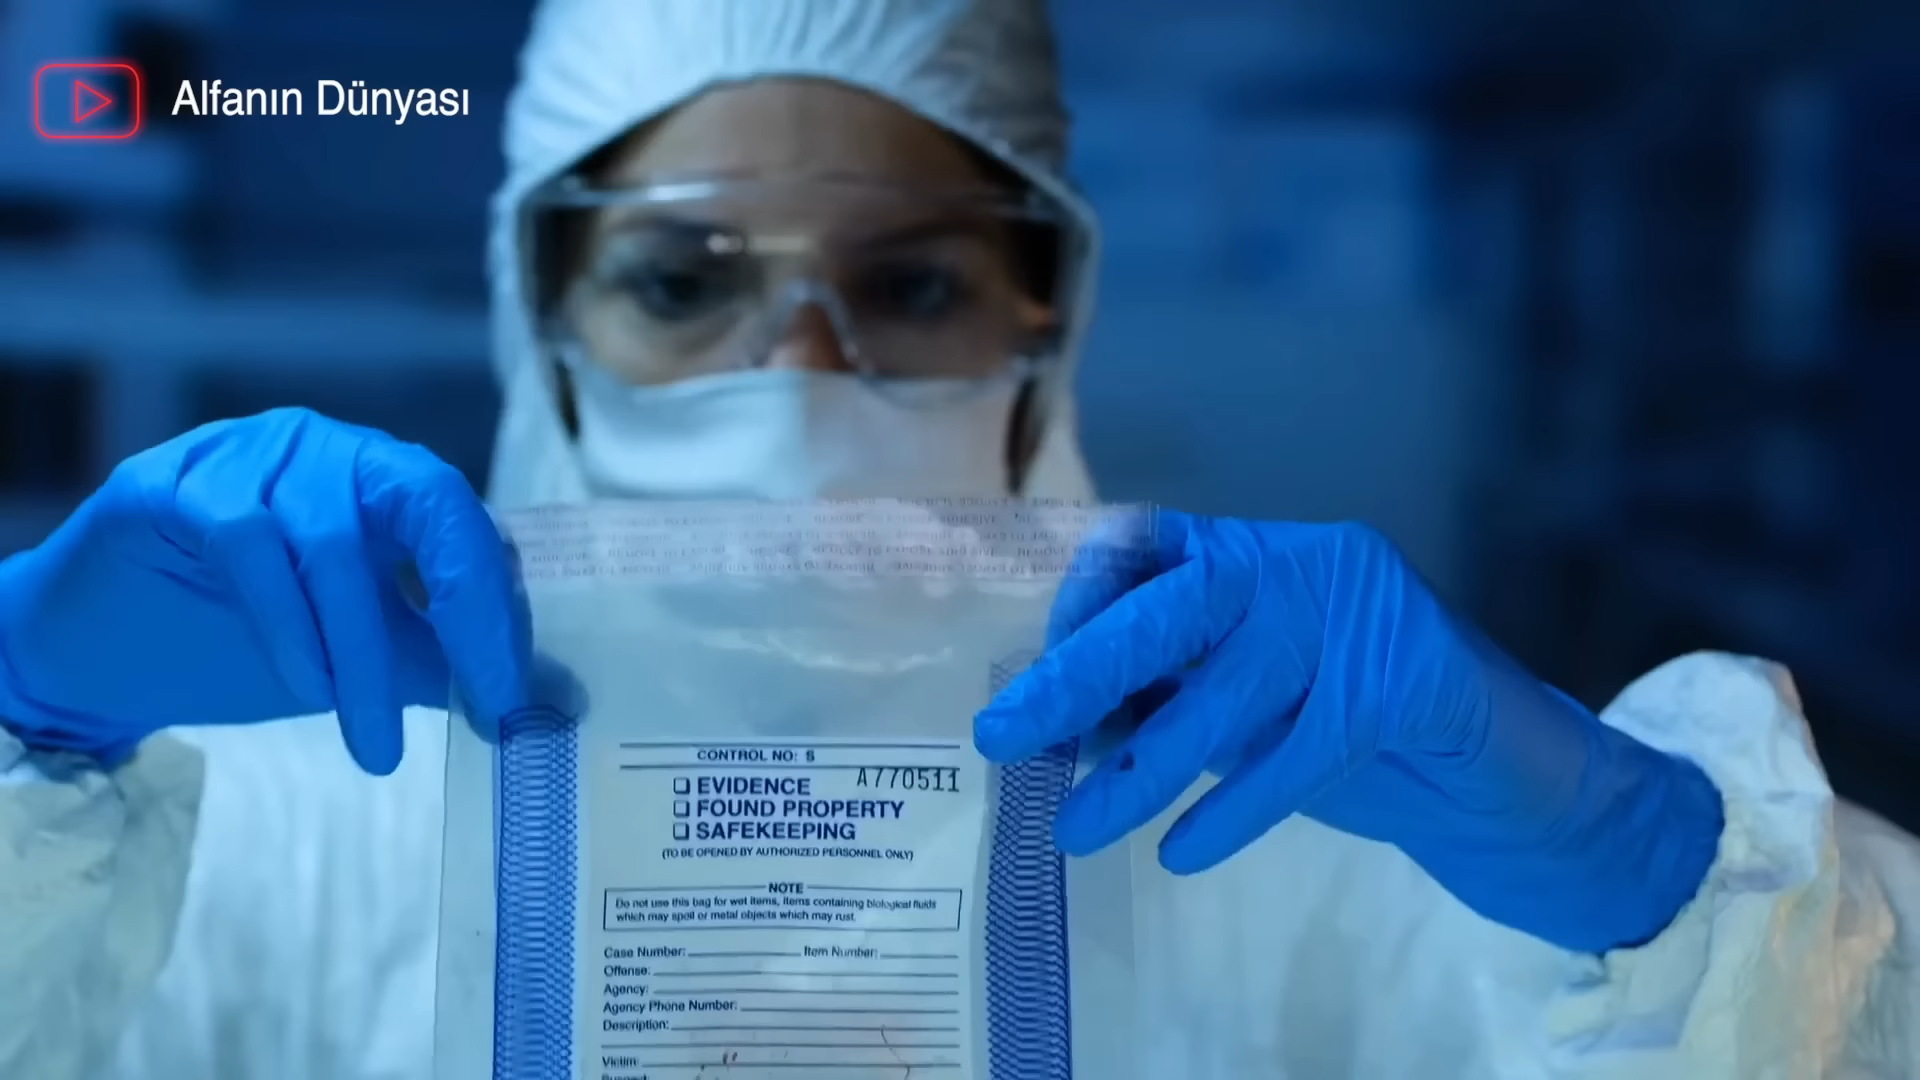 Alfanın Dünyası
CONTROL NO: S
A770511
❑ EVIDENCE
❑ FOUND PROPERTY
❑ SAFEKEEPING
(TO BE OPENED BY AUTHORIZED PERSONNEL ONLY)
NOTE
Do not use this bag for wet items, items containing biological fluids
which may spoil or metal objects which may rust.
Case Number: Item Number:
Offense:
Agency:
Agency Phone Number:
Description:
Victim: